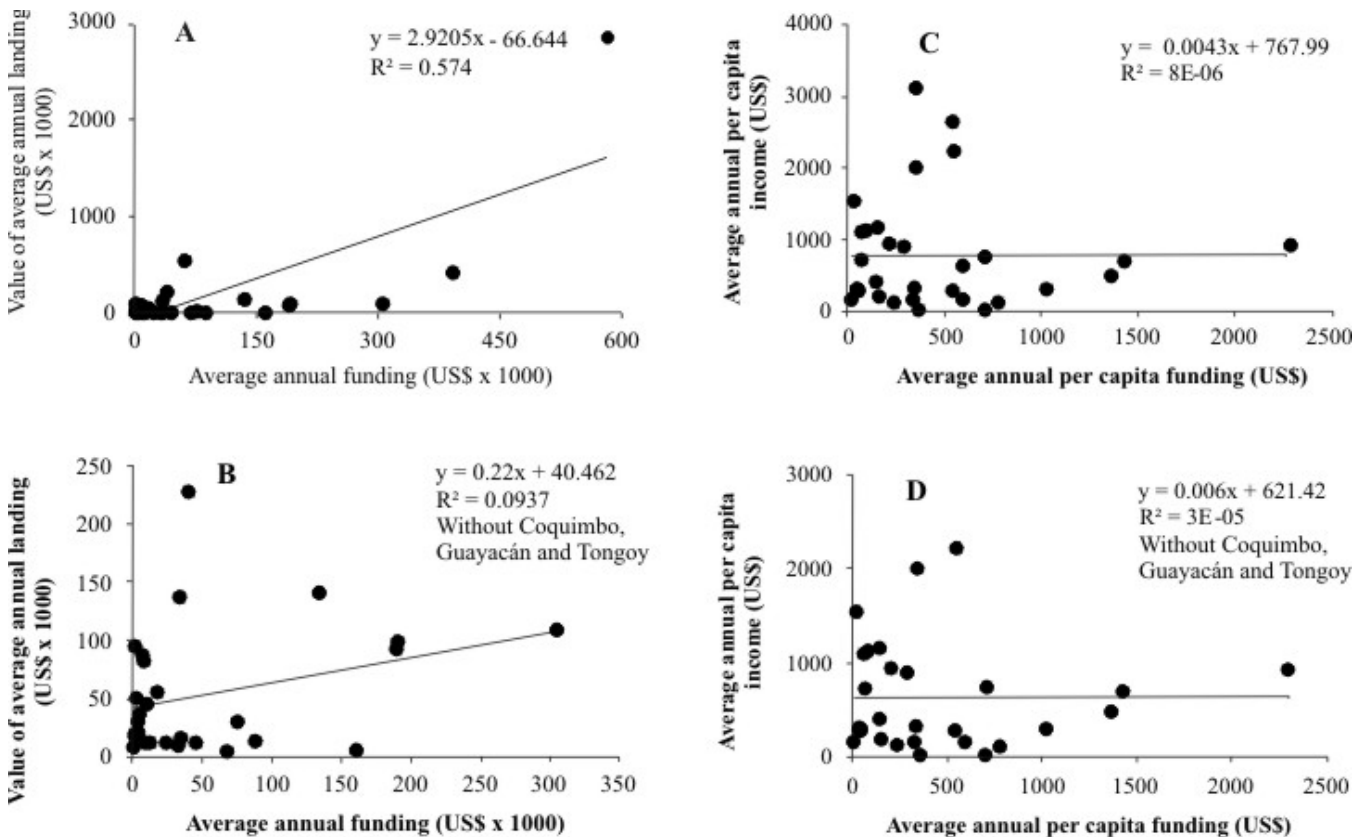 A
y = 2.9205x - 66.644
R² = 0.574
Value of average annual landing
(US$ x 1000)
3000
2000
1000
0
0 150 300 450 600
Average annual funding (US$ x 1000)
C
y = 0.0043x + 767.99
R² = 8E-06
Average annual per capita
income (US$)
4000
3000
2000
1000
0
0 500 1000 1500 2000 2500
Average annual per capita funding (US$)
B
y = 0.22x + 40.462
R² = 0.0937
Without Coquimbo,
Guayacán and Tongoy
Value of average annual landing
(US$ x 1000)
250
200
150
100
50
0
0 50 100 150 200 250 300 350
Average annual funding (US$ x 1000)
D
y = 0.006x + 621.42
R² = 3E-05
Without Coquimbo,
Guayacán and Tongoy
Average annual per capita
income (US$)
3000
2000
1000
0
0 500 1000 1500 2000 2500
Average annual per capita funding (US$)